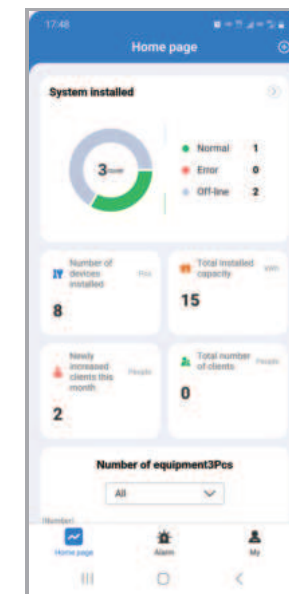 17:48
Home page
System installed
3
Normal 1
Error 0
Off-line 2
Number of
devices
installed
Pcs
8
Total installed
capacity
15
Newly
increased
clients this
month
People
2
Total number
of clients
People
0
Number of equipment3Pcs
All
(Number)
Home page
Alarm
My